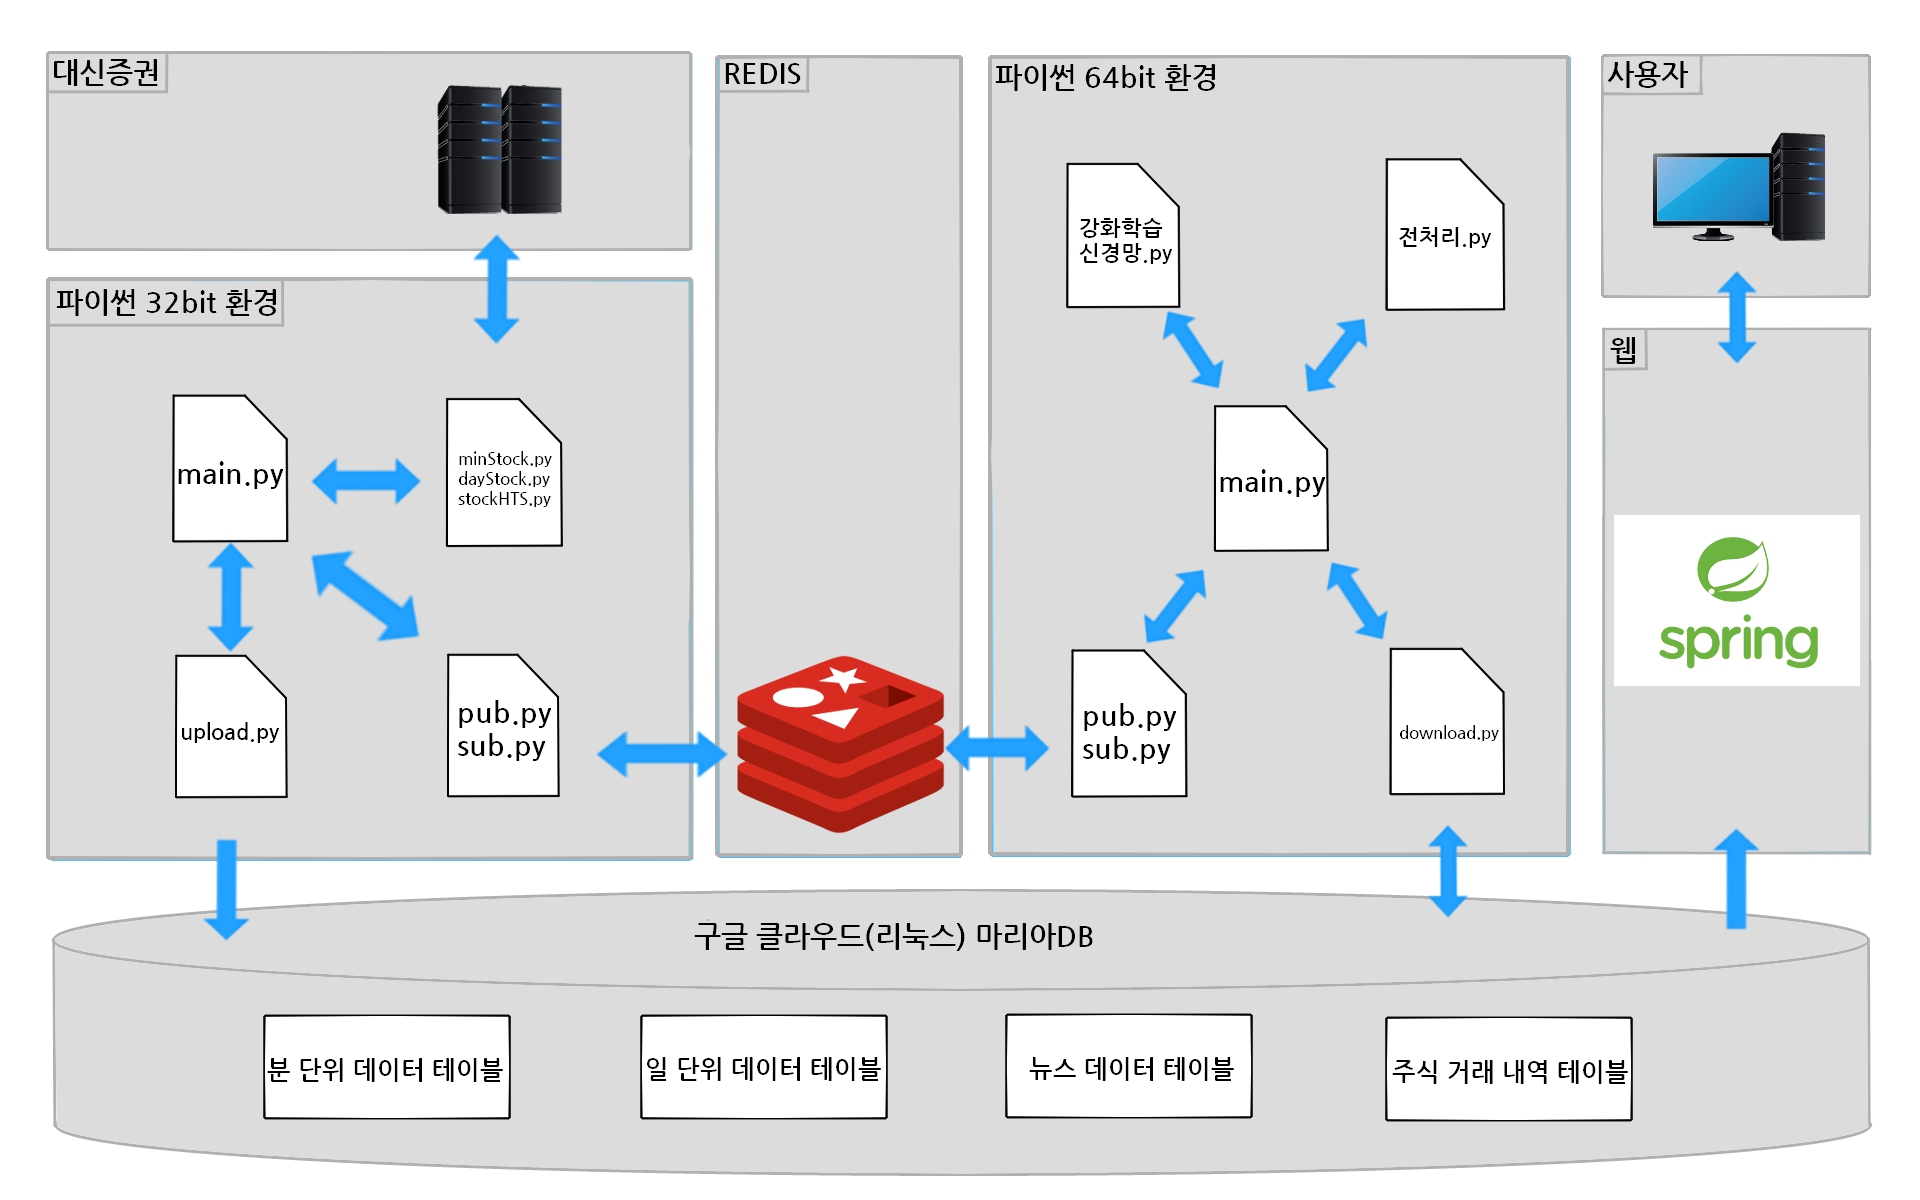 대신증권
파이썬 32bit 환경
main.py
minStock.py
dayStock.py
stockHTS.py
upload.py
pub.py
sub.py
REDIS
파이썬 64bit 환경
강화학습
신경망.py
전처리.py
main.py
pub.py
sub.py
download.py
사용자
웹
spring
구글 클라우드(리눅스) 마리아DB
분 단위 데이터 테이블
일 단위 데이터 테이블
뉴스 데이터 테이블
주식 거래 내역 테이블